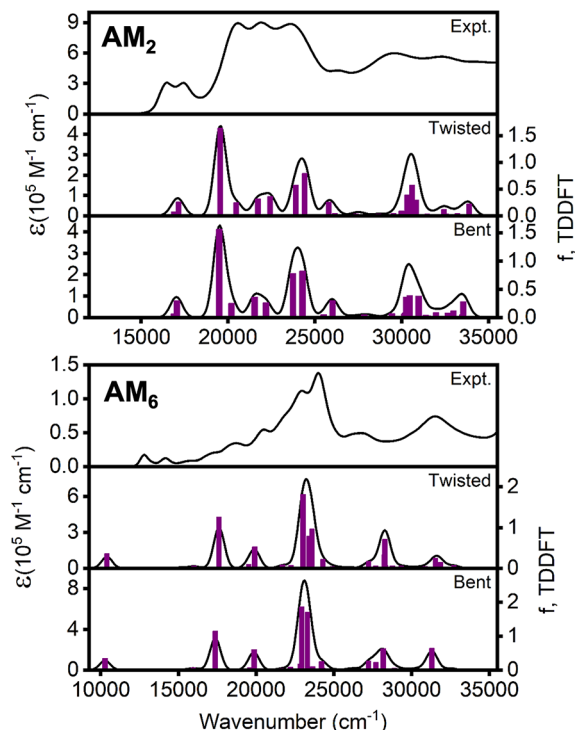 AM2
Expt.
9
6
3
0
Twisted
4
3
2
1
0
1.5
1.0
0.5
0.0
Bent
4
3
2
1
0
1.5
1.0
0.5
0.0
ε(10⁵ M⁻¹ cm⁻¹)
f, TDDFT
15000 20000 25000 30000 35000
AM6
Expt.
1.5
1.0
0.5
0.0
Twisted
6
3
0
2
1
0
Bent
8
4
0
2
1
0
ε(10⁵ M⁻¹ cm⁻¹)
f, TDDFT
10000 15000 20000 25000 30000 35000
Wavenumber (cm⁻¹)